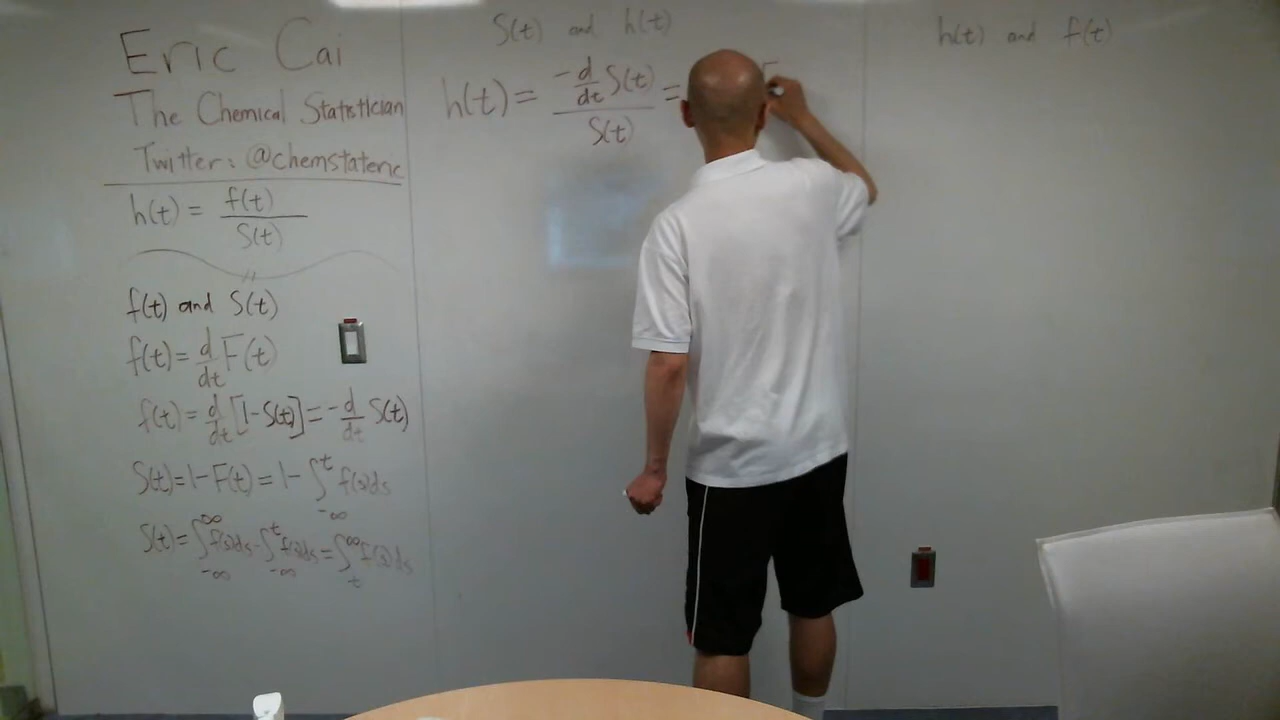 Eric Cai
The Chemical Statistician
Twitter: @chemstateric
h(t) = f(t) / S(t)
f(t) and S(t)
f(t) = d/dt F(t)
f(t) = d/dt [1-S(t)] = -d/dt S(t)
S(t) = 1-F(t) = 1- ∫_{-∞}^{t} f(s)ds
S(t) = ∫_{-∞}^{∞} f(s)ds - ∫_{-∞}^{t} f(s)ds = ∫_{t}^{∞} f(s)ds
S(t) and h(t)
h(t) = -d/dt S(t) / S(t) =
h(t) and f(t)